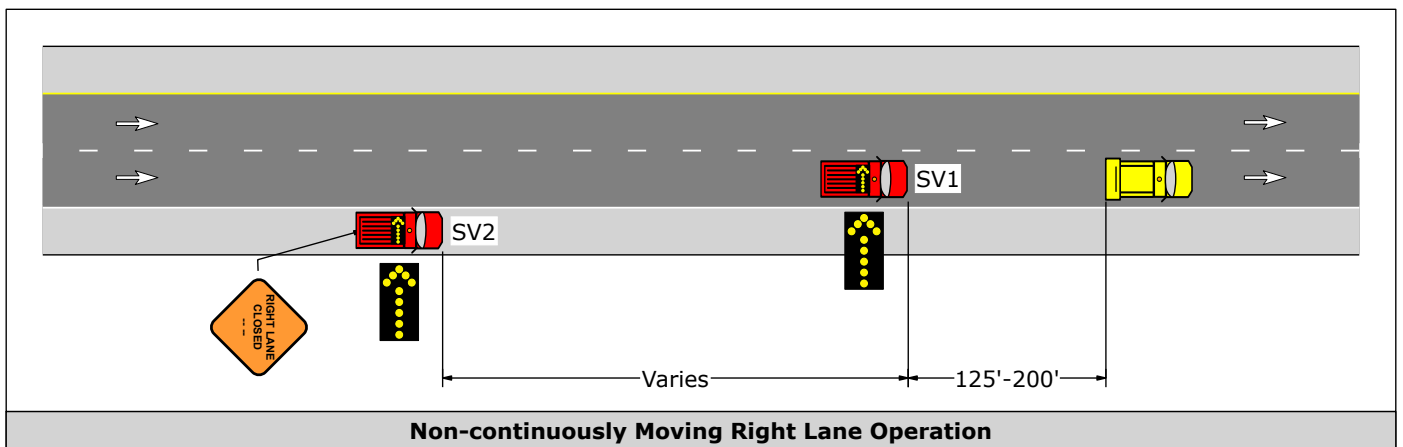 SV1
SV2
RIGHT LANE
CLOSED
-- --
Varies
125'-200'
Non-continuously Moving Right Lane Operation